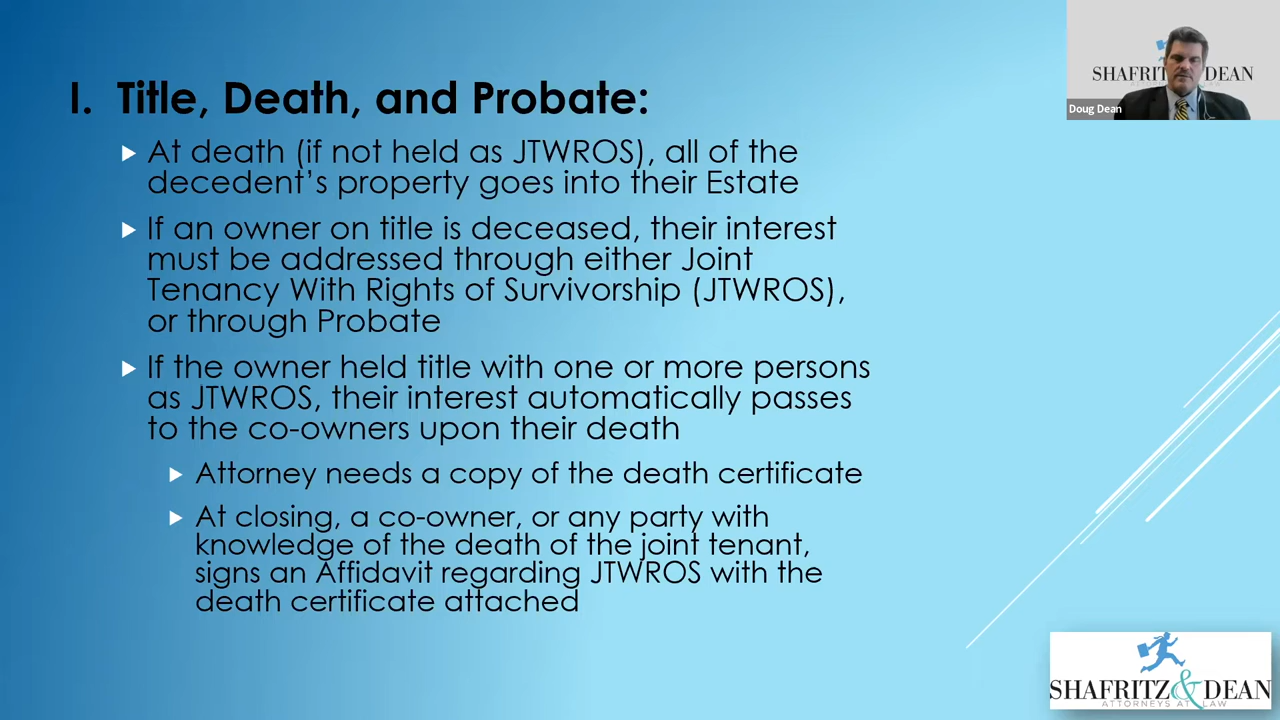 I. Title, Death, and Probate:
At death (if not held as JTWROS), all of the
decedent's property goes into their Estate
If an owner on title is deceased, their interest
must be addressed through either Joint
Tenancy With Rights of Survivorship (JTWROS),
or through Probate
If the owner held title with one or more persons
as JTWROS, their interest automatically passes
to the co-owners upon their death
Attorney needs a copy of the death certificate
At closing, a co-owner, or any party with
knowledge of the death of the joint tenant,
signs an Affidavit regarding JTWROS with the
death certificate attached
SHAFRITZ DEAN
Doug Dean
SHAFRITZ & DEAN
ATTORNEYS AT LAW